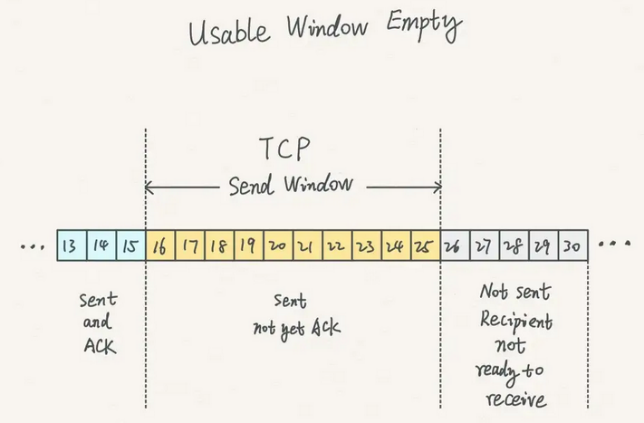 Usable Window Empty
TCP
Send Window
... 13 14 15 16 17 18 19 20 21 22 23 24 25 26 27 28 29 30 ...
Sent
and
ACK
Sent
not yet ACK
Not sent
Recipient
not
ready to
receive